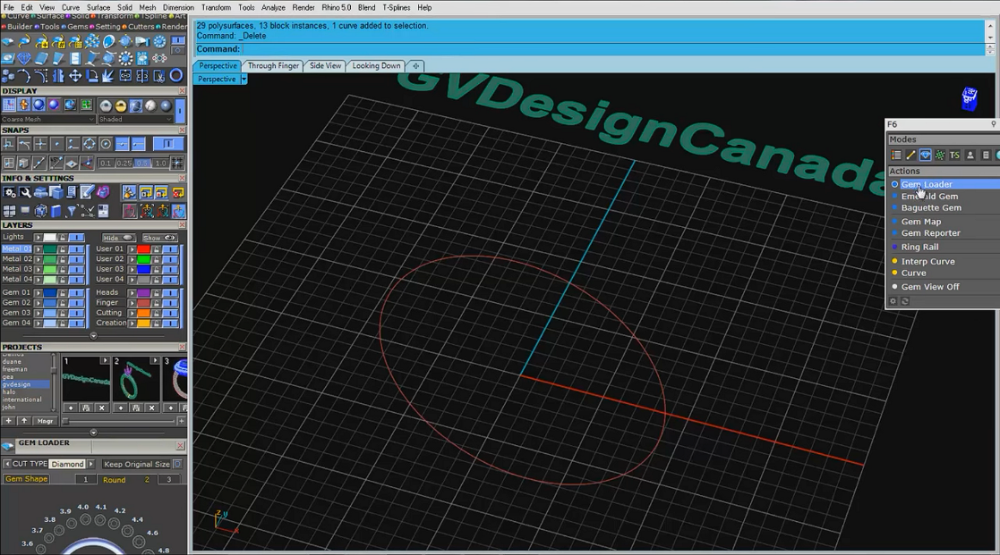 File Edit View Curve Surface Solid Mesh Dimension Transform Tools Analyze Render Rhino 5.0 Blend T-Splines Help
Curve Surface Solid Transform TSpline Art
Builder Tools Gems Setting Cutters Creation
29 polysurfaces, 13 block instances, 1 curve added to selection.
Command: _Delete
Command:
Perspective Through Finger Side View Looking Down
Perspective
GVDesignCanada
DISPLAY
Coarse Mesh Shaded
SNAPS
0.1 0.25 0.5 1.0
INFO & SETTINGS
LAYERS
Lights Hide Show
Metal 01 User 01
Metal 02 User 02
Metal 03 User 03
Metal 04 User 04
Gem 01 Heads
Gem 02 Finger
Gem 03 Cutting
Gem 04 Creation
PROJECTS
duane
freeman
gea
gvdesign
halo
international
john
1 2 3
Mngr
GEM LOADER
CUT TYPE Diamond Keep Original Size
Gem Shape 1 Round 2 3
3.6 3.8 3.9 4.0 4.1 4.2 4.4 4.6 4.8
F6
Modes
TS
Actions
Gem Loader
Emerald Gem
Baguette Gem
Gem Map
Gem Reporter
Ring Rail
Interp Curve
Curve
Gem View Off
z y x